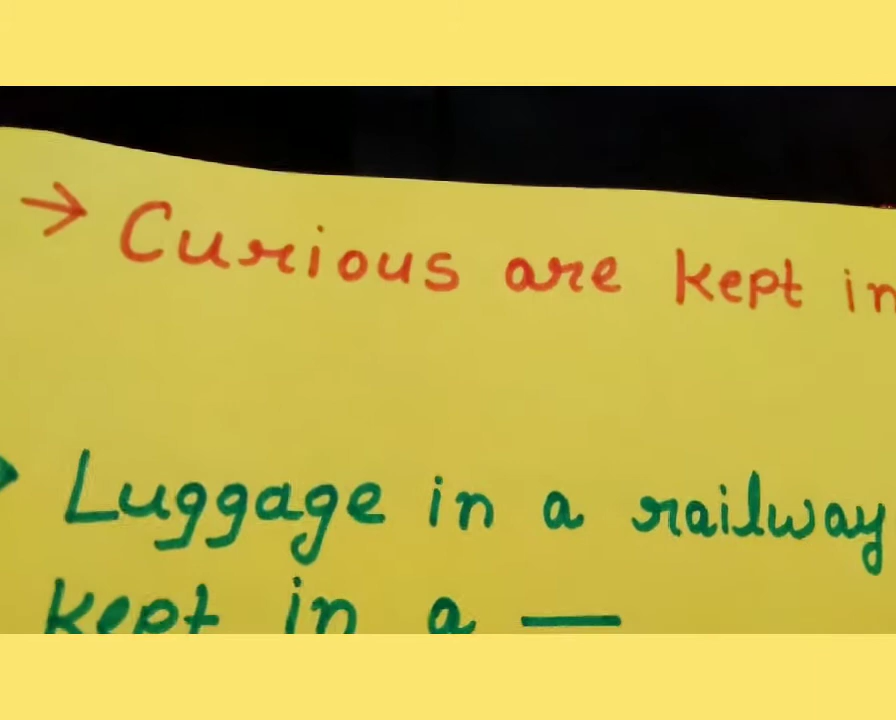 → Curious are kept in
Luggage in a railway
kept in a —